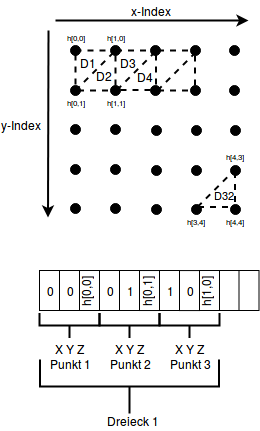 x-Index
h[0,0] h[1,0]
D1 D3
D2 D4
h[0,1] h[1,1]
y-Index
h[4,3]
D32
h[3,4] h[4,4]
0 0 h[0,0] 0 1 h[0,1] 1 0 h[1,0]
X Y Z X Y Z X Y Z
Punkt 1 Punkt 2 Punkt 3
Dreieck 1